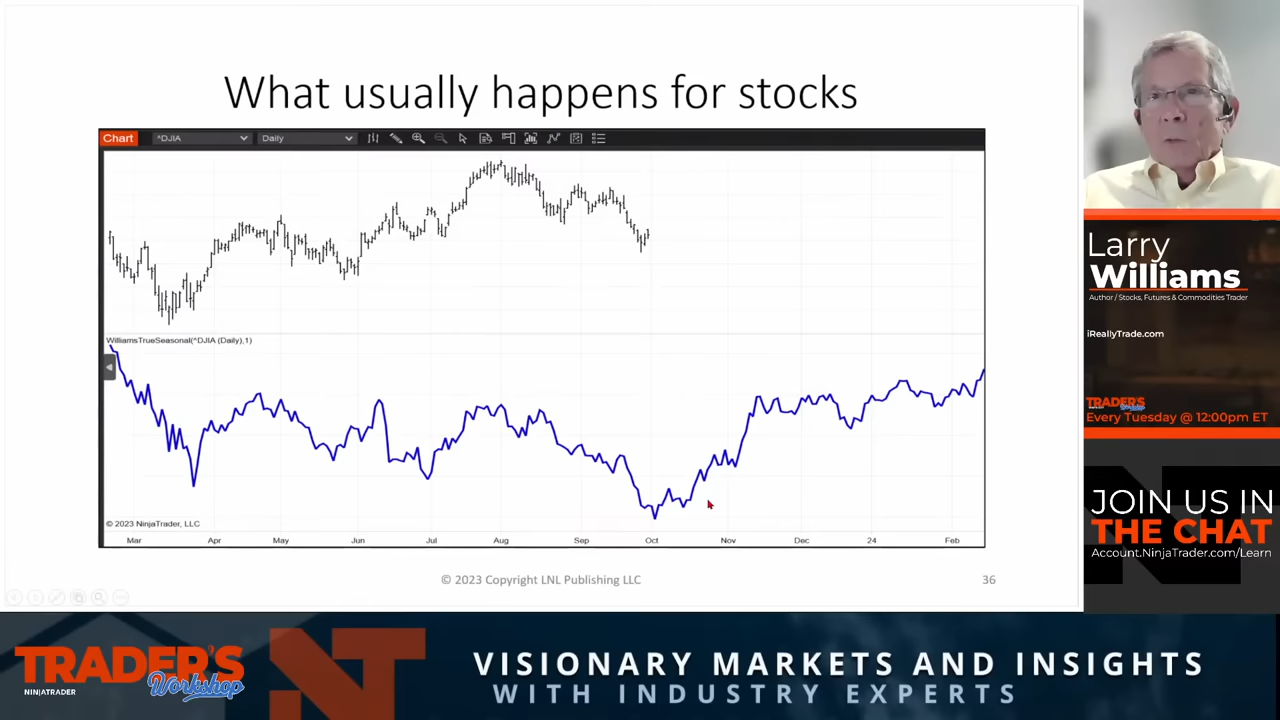 What usually happens for stocks
Chart ^DJIA Daily
WilliamsTrueSeasonal(^DJIA (Daily),1)
© 2023 NinjaTrader, LLC
Mar Apr May Jun Jul Aug Sep Oct Nov Dec 24 Feb
© 2023 Copyright LNL Publishing LLC
36
Larry
Williams
Author / Stocks, Futures & Commodities Trader
iReallyTrade.com
TRADER'S
Workshop
Every Tuesday @ 12:00pm ET
JOIN US IN
THE CHAT
Account.NinjaTrader.com/Learn
TRADER'S
NINJATRADER
Workshop
NT
VISIONARY MARKETS AND INSIGHTS
WITH INDUSTRY EXPERTS